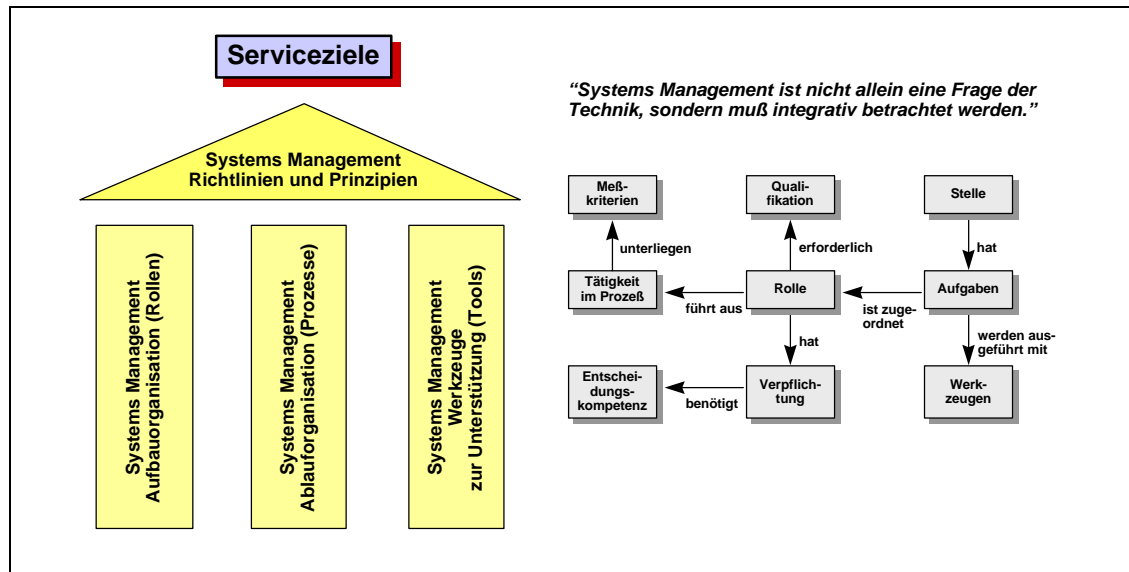 Serviceziele
Systems Management
Richtlinien und Prinzipien
Systems Management
Aufbauorganisation (Rollen)
Systems Management
Ablauforganisation (Prozesse)
Systems Management
Werkzeuge
zur Unterstützung (Tools)
“Systems Management ist nicht allein eine Frage der
Technik, sondern muß integrativ betrachtet werden.”
Meß-
kriterien
Quali-
fikation
Stelle
unterliegen
erforderlich
hat
Tätigkeit
im Prozeß
führt aus
Rolle
ist zuge-
ordnet
Aufgaben
hat
werden aus-
geführt mit
Entschei-
dungs-
kompetenz
benötigt
Verpflich-
tung
Werk-
zeugen